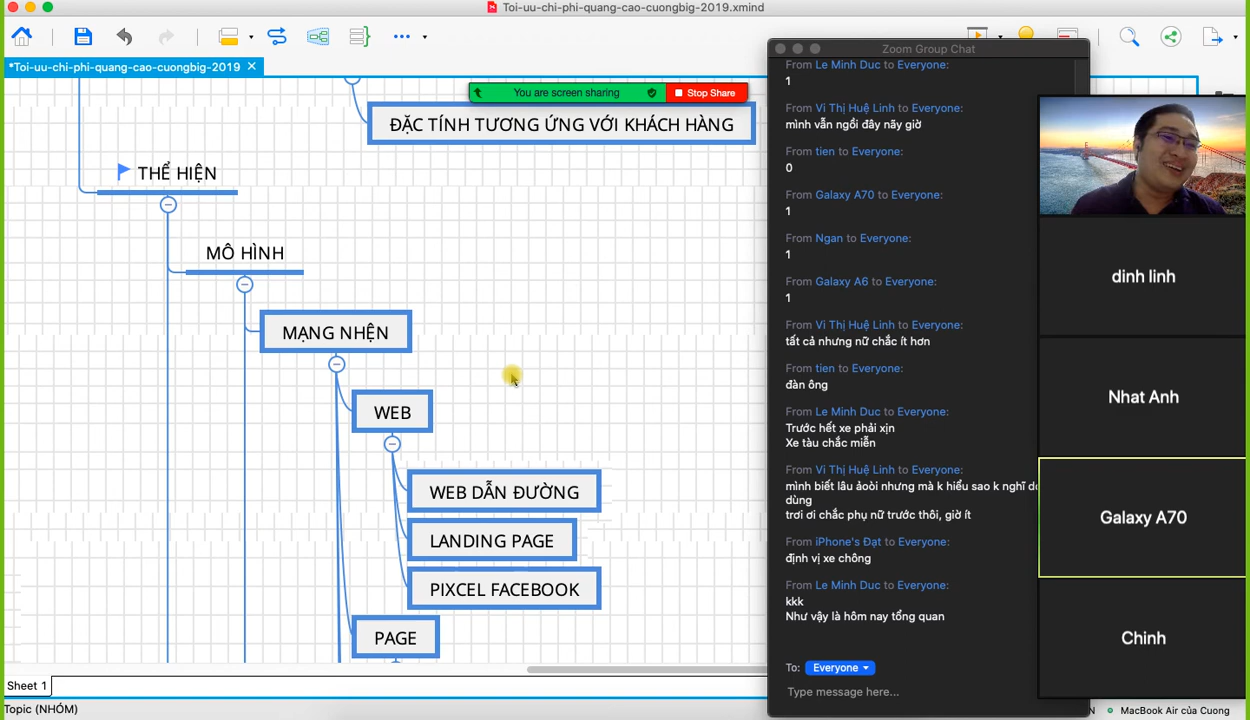 Toi-uu-chi-phi-quang-cao-cuongbig-2019.xmind
*Toi-uu-chi-phi-quang-cao-cuongbig-2019
You are screen sharing
Stop Share
ĐẶC TÍNH TƯƠNG ỨNG VỚI KHÁCH HÀNG
THỂ HIỆN
MÔ HÌNH
MẠNG NHỆN
WEB
WEB DẪN ĐƯỜNG
LANDING PAGE
PIXCEL FACEBOOK
PAGE
Sheet 1
Topic (NHÓM)
Zoom Group Chat
From Le Minh Duc to Everyone:
1
From Vi Thị Huệ Linh to Everyone:
mình vẫn ngồi đây nãy giờ
From tien to Everyone:
0
From Galaxy A70 to Everyone:
1
From Ngan to Everyone:
1
From Galaxy A6 to Everyone:
1
From Vi Thị Huệ Linh to Everyone:
tất cả nhưng nữ chắc ít hơn
From tien to Everyone:
đàn ông
From Le Minh Duc to Everyone:
Trước hết xe phải xịn
Xe tàu chắc miễn
From Vi Thị Huệ Linh to Everyone:
mình biết lâu ảoòi nhưng mà k hiểu sao k nghĩ
dùng
trơi ơi chắc phụ nữ trước thôi, giờ ít
From iPhone's Đạt to Everyone:
định vị xe chông
From Le Minh Duc to Everyone:
kkk
Như vậy là hôm nay tổng quan
To: Everyone
Type message here...
dinh linh
Nhat Anh
Galaxy A70
Chinh
MacBook Air của Cuong